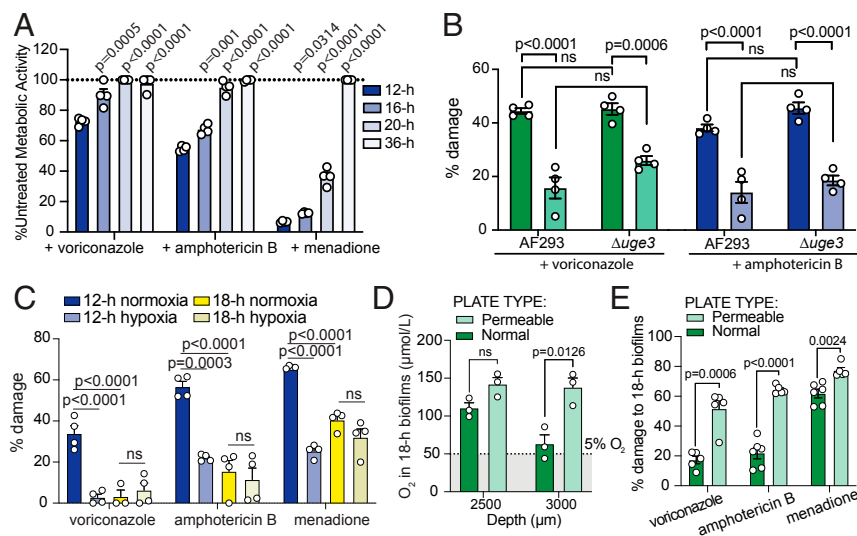 A
p=0.0005
p<0.0001
p<0.0001
p=0.001
p<0.0001
p<0.0001
p=0.0314
p<0.0001
p<0.0001
%Untreated Metabolic Activity
120
100
80
60
40
20
0
12-h
16-h
20-h
36-h
+ voriconazole + amphotericin B + menadione
B
p<0.0001 p=0.0006 p<0.0001 p<0.0001
ns ns
ns ns
% damage
60
40
20
0
AF293 Δuge3 AF293 Δuge3
+ voriconazole + amphotericin B
C
12-h normoxia 18-h normoxia
12-h hypoxia 18-h hypoxia
% damage
80
60
40
20
0
p<0.0001
p<0.0001
ns
p<0.0001
p=0.0003
ns
p<0.0001
p<0.0001
ns
voriconazole amphotericin B menadione
D
PLATE TYPE:
Permeable
Normal
O2 in 18-h biofilms (μmol/L)
200
150
100
50
0
ns p=0.0126
5% O2
2500 3000
Depth (μm)
E
PLATE TYPE:
Permeable
Normal
% damage to 18-h biofilms
100
80
60
40
20
0
p=0.0006 p<0.0001 0.0024
voriconazole amphotericin B menadione